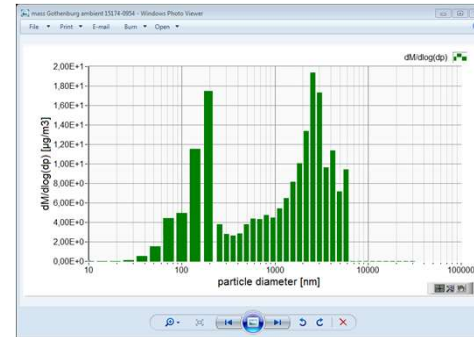 mass Gothenburg ambient 15174-0954 - Windows Photo Viewer
File Print E-mail Burn Open
dM/dlog(dp)
2,00E+1
1,80E+1
1,60E+1
1,40E+1
1,20E+1
1,00E+1
8,00E+0
6,00E+0
4,00E+0
2,00E+0
0,00E+0
dM/dlog(dp) [µg/m3]
10 100 1000 10000 100000
particle diameter [nm]